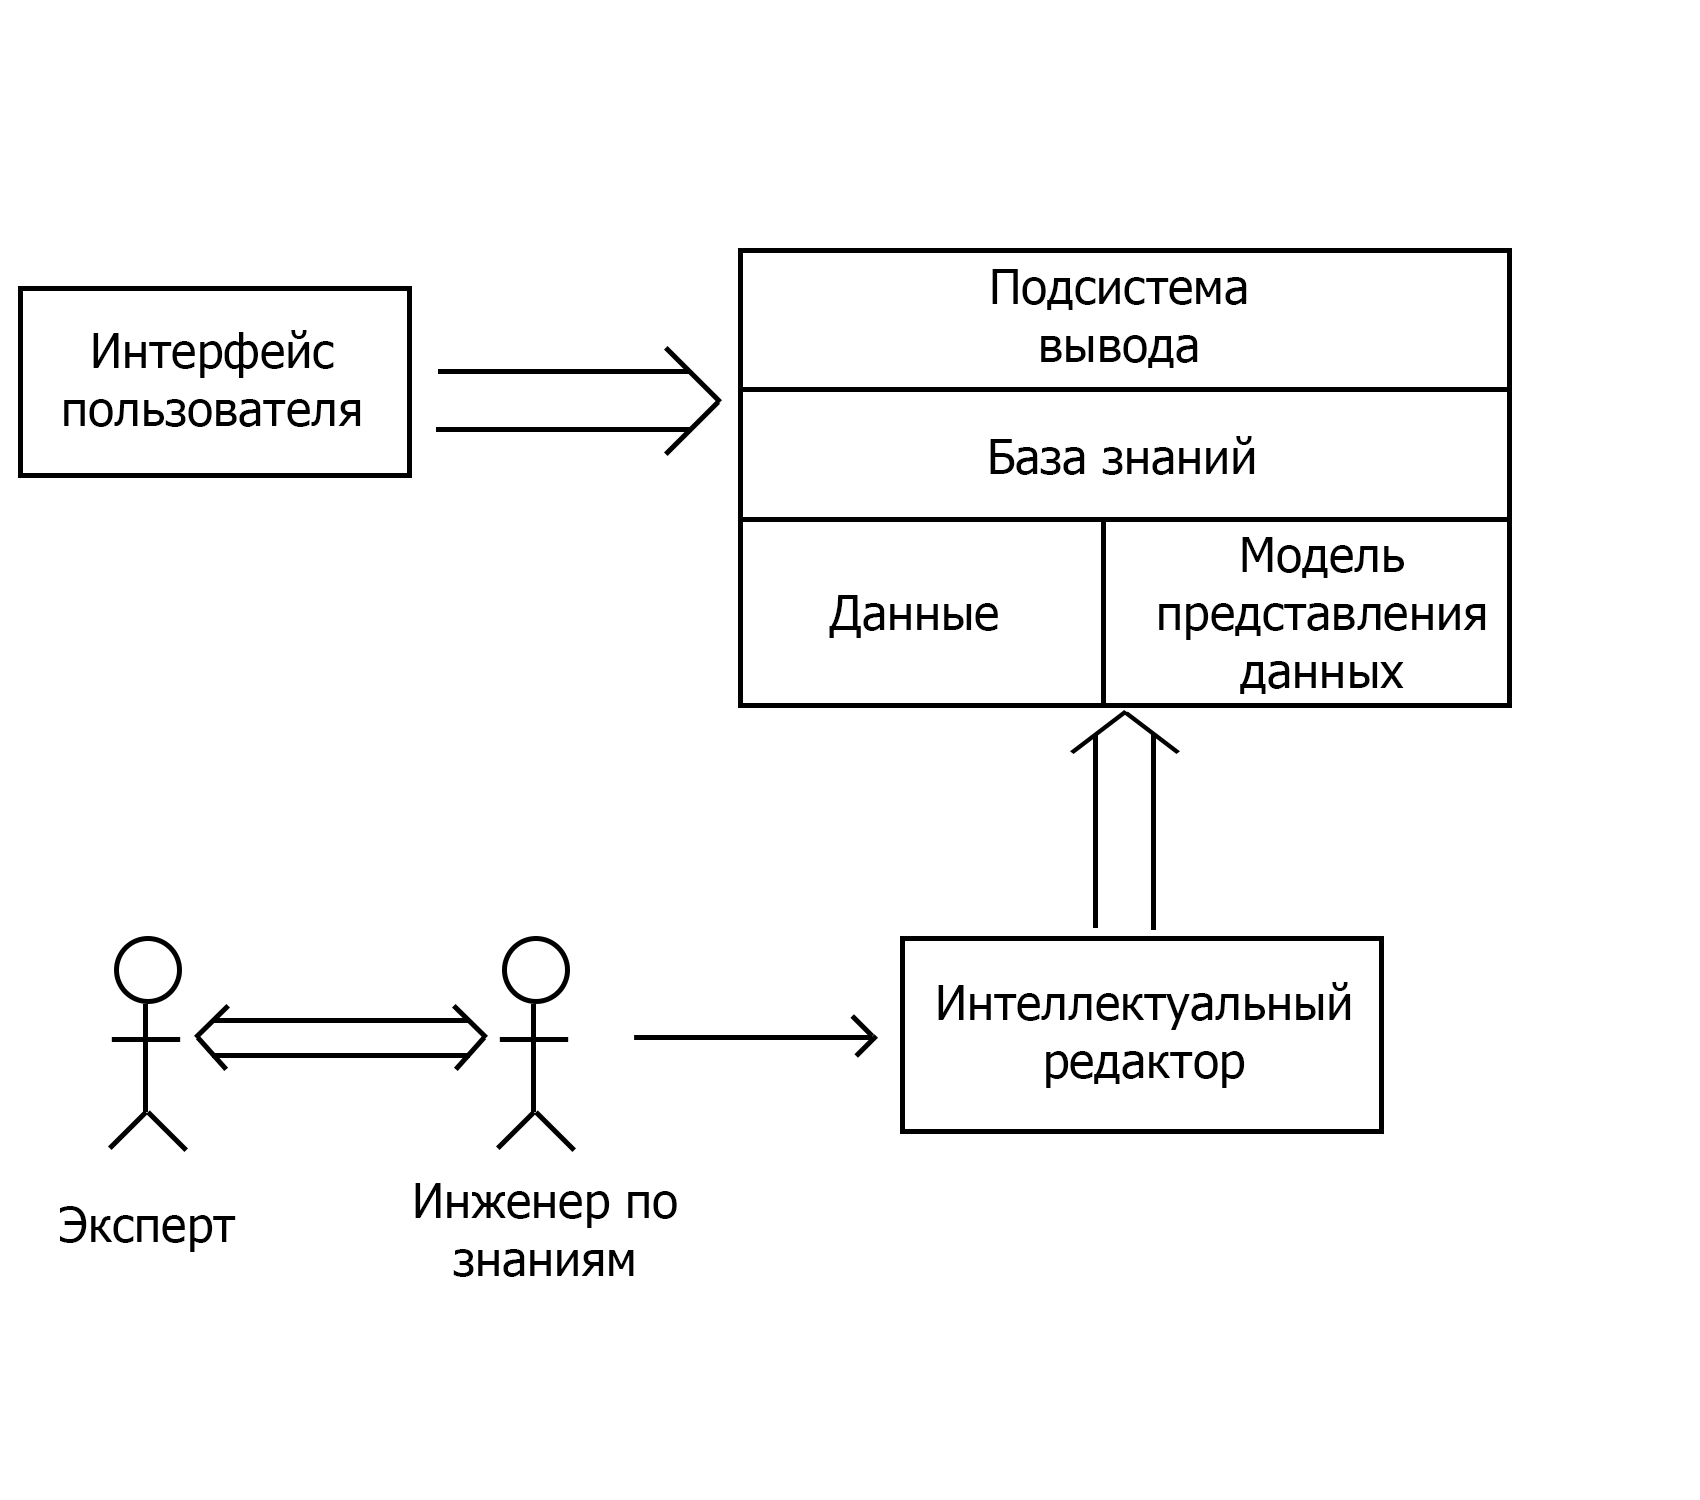 Интерфейс
пользователя
Подсистема
вывода
База знаний
Данные
Модель
представления
данных
Интеллектуальный
редактор
Эксперт
Инженер по
знаниям